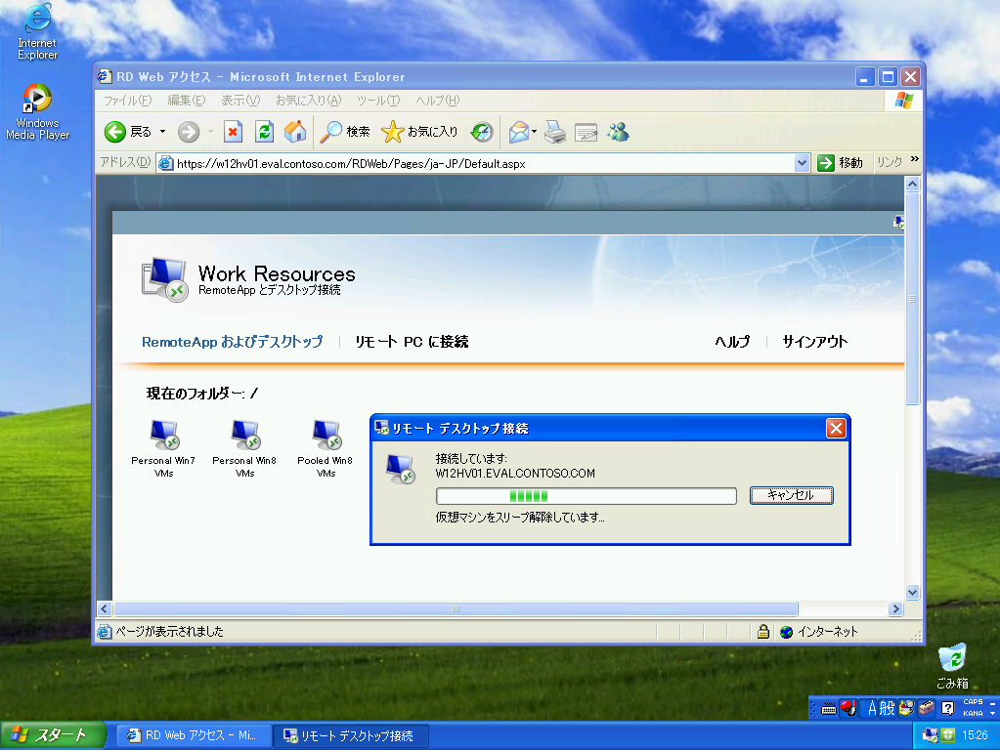 Internet
Explorer
Windows
Media Player
RD Web アクセス - Microsoft Internet Explorer
ファイル(F) 編集(E) 表示(V) お気に入り(A) ツール(T) ヘルプ(H)
戻る 検索 お気に入り
アドレス(D) https://w12hv01.eval.contoso.com/RDWeb/Pages/ja-JP/Default.aspx 移動 リンク »
Work Resources
RemoteApp とデスクトップ接続
RemoteApp およびデスクトップ | リモート PC に接続 ヘルプ | サインアウト
現在のフォルダー: /
Personal Win7
VMs
Personal Win8
VMs
Pooled Win8
VMs
リモート デスクトップ接続
接続しています:
W12HV01.EVAL.CONTOSO.COM
キャンセル
仮想マシンをスリープ解除しています...
ページが表示されました インターネット
ごみ箱
A 般 CAPS
KANA
スタート RD Web アクセス - Mi... リモート デスクトップ接続 15:26